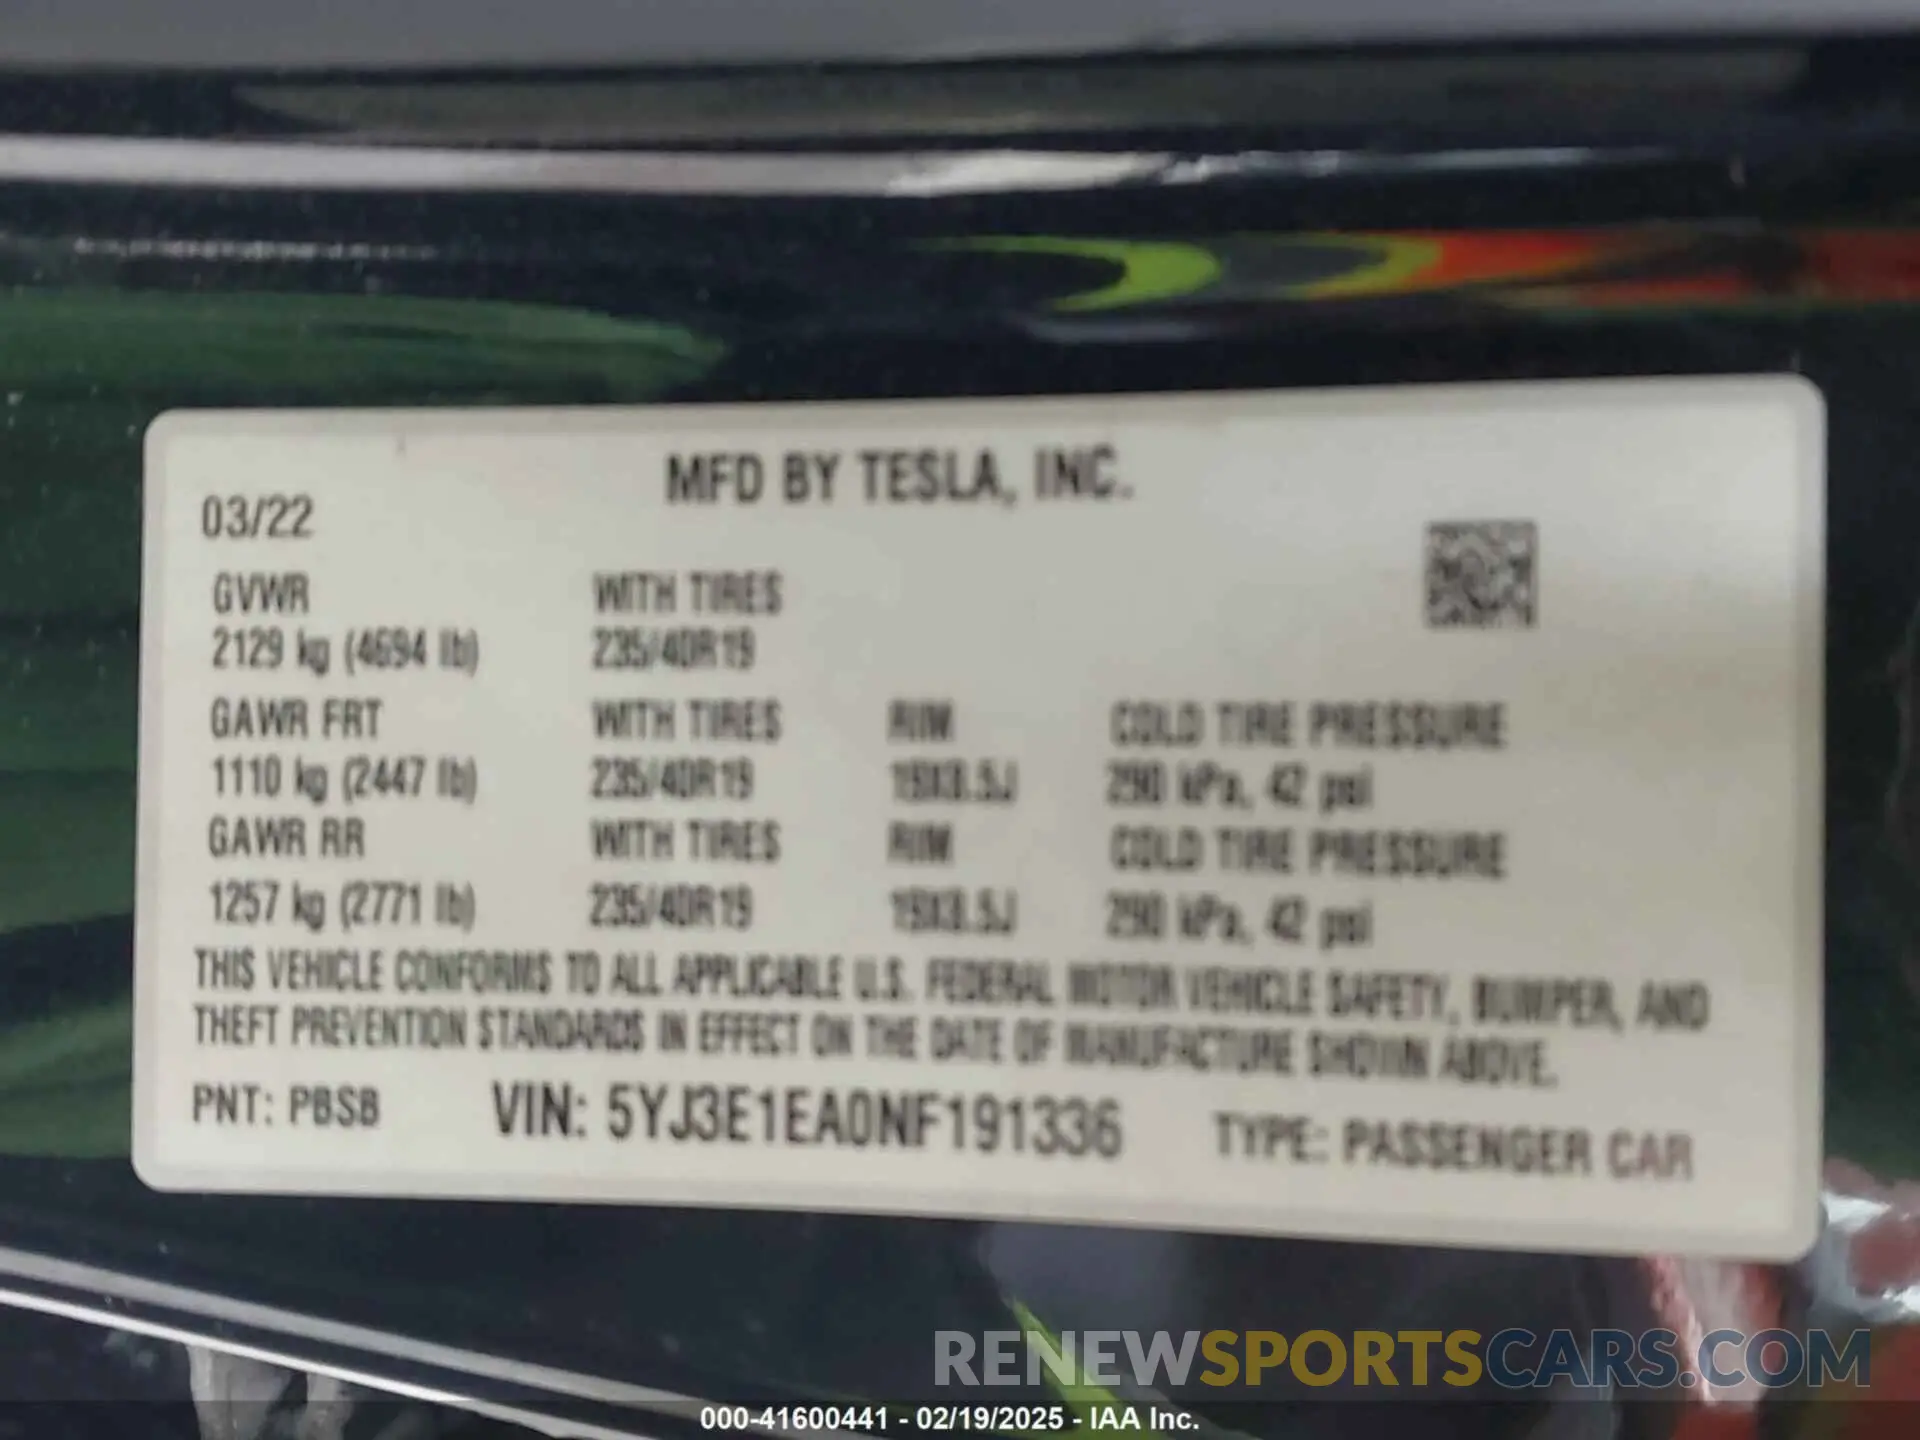 MFD BY TESLA, INC.
03/22
GVWR WITH TIRES
2129 kg (4694 lb) 235/40R19
GAWR FRT WITH TIRES RIM COLD TIRE PRESSURE
1110 kg (2447 lb) 235/40R19 19X8.5J 290 kPa, 42 psi
GAWR RR WITH TIRES RIM COLD TIRE PRESSURE
1257 kg (2771 lb) 235/40R19 19X8.5J 290 kPa, 42 psi
THIS VEHICLE CONFORMS TO ALL APPLICABLE U.S. FEDERAL MOTOR VEHICLE SAFETY, BUMPER, AND
THEFT PREVENTION STANDARDS IN EFFECT ON THE DATE OF MANUFACTURE SHOWN ABOVE.
PNT: PBSB VIN: 5YJ3E1EA0NF191336 TYPE: PASSENGER CAR
RENEWSPORTSCARS.COM
000-41600441 - 02/19/2025 - IAA Inc.